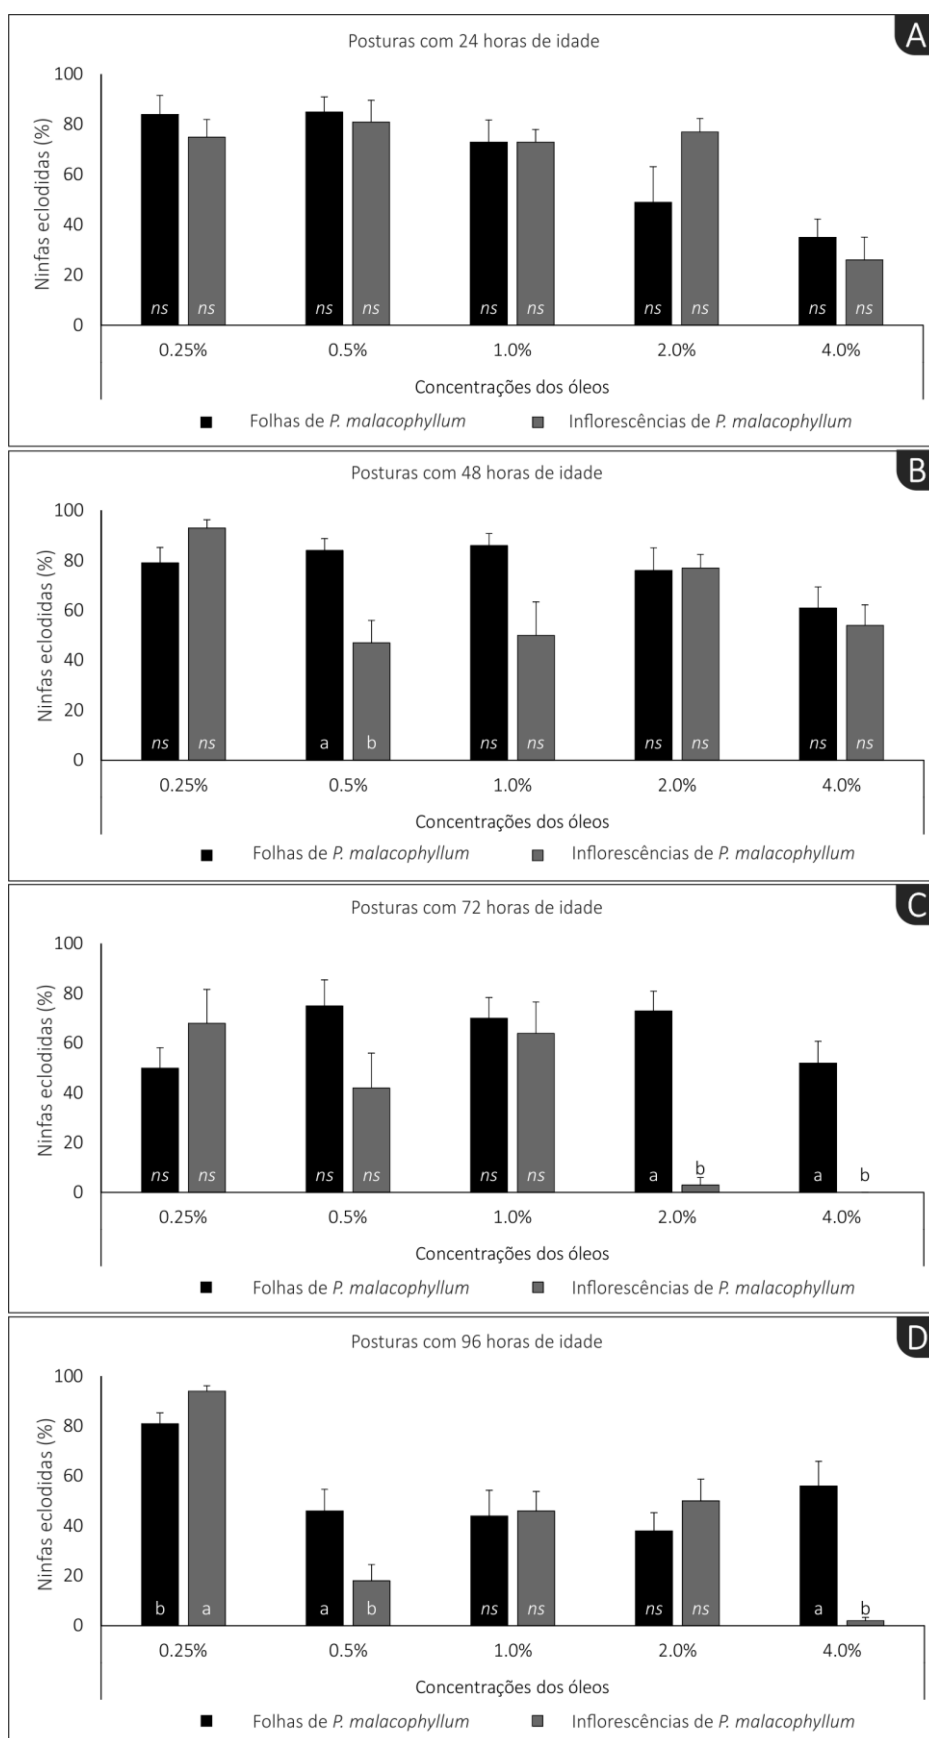 A
Posturas com 24 horas de idade
Ninfas eclodidas (%)
100
80
60
40
20
0
ns ns ns ns ns ns ns ns ns ns
0.25% 0.5% 1.0% 2.0% 4.0%
Concentrações dos óleos
Folhas de P. malacophyllum Inflorescências de P. malacophyllum
B
Posturas com 48 horas de idade
Ninfas eclodidas (%)
100
80
60
40
20
0
ns ns a b ns ns ns ns ns ns
0.25% 0.5% 1.0% 2.0% 4.0%
Concentrações dos óleos
Folhas de P. malacophyllum Inflorescências de P. malacophyllum
C
Posturas com 72 horas de idade
Ninfas eclodidas (%)
100
80
60
40
20
0
ns ns ns ns ns ns a b a b
0.25% 0.5% 1.0% 2.0% 4.0%
Concentrações dos óleos
Folhas de P. malacophyllum Inflorescências de P. malacophyllum
D
Posturas com 96 horas de idade
Ninfas eclodidas (%)
100
80
60
40
20
0
b a a b ns ns ns ns a b
0.25% 0.5% 1.0% 2.0% 4.0%
Concentrações dos óleos
Folhas de P. malacophyllum Inflorescências de P. malacophyllum